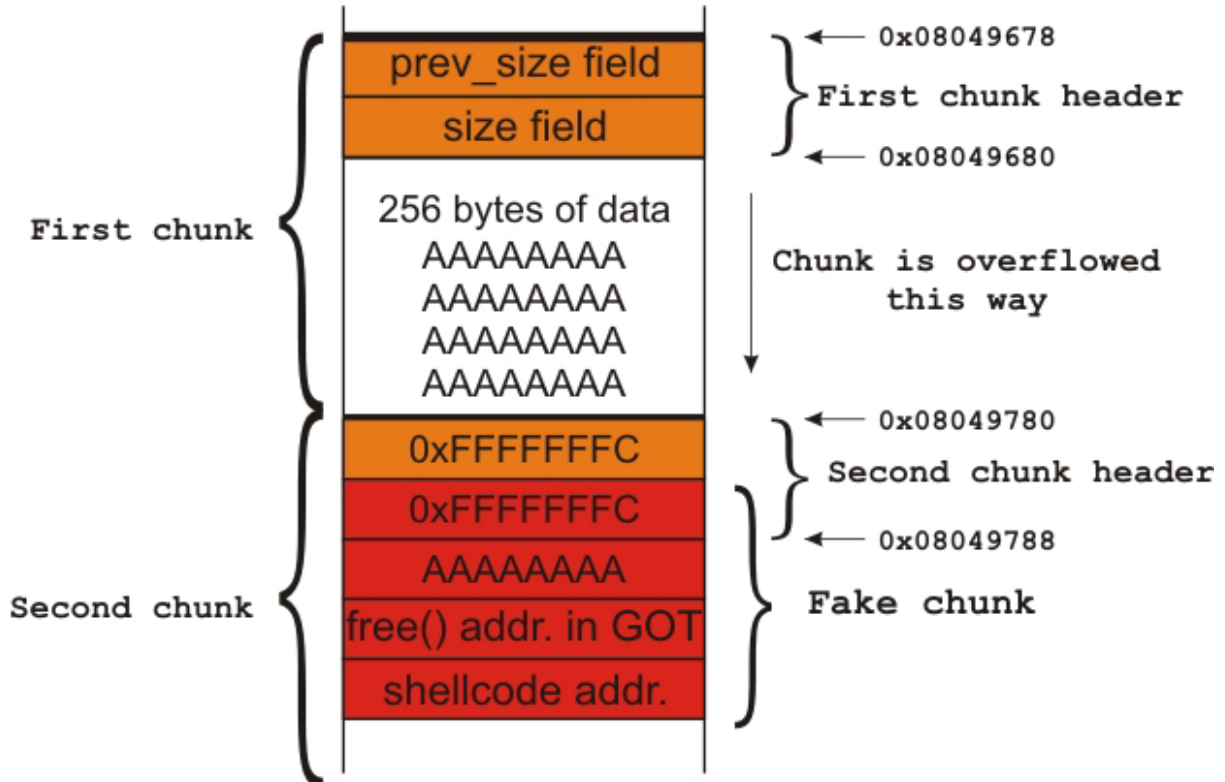 prev_size field
size field
256 bytes of data
AAAAAAAA
AAAAAAAA
AAAAAAAA
AAAAAAAA
0xFFFFFFFC
0xFFFFFFFC
AAAAAAAA
free() addr. in GOT
shellcode addr.
First chunk
Second chunk
0x08049678
First chunk header
0x08049680
Chunk is overflowed
this way
0x08049780
Second chunk header
0x08049788
Fake chunk